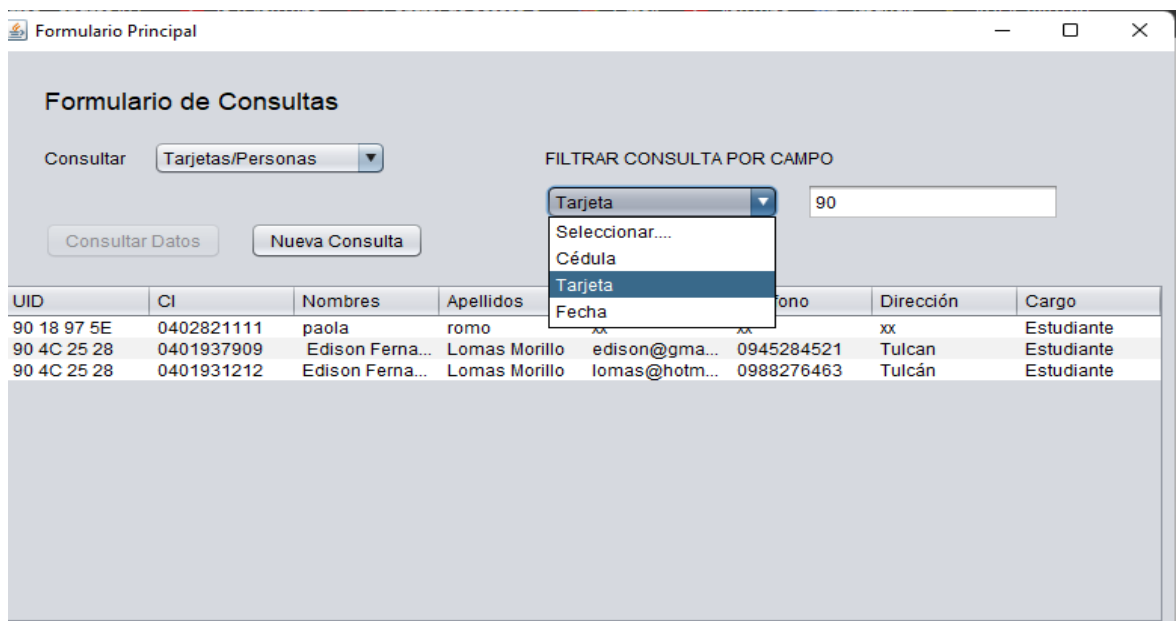 Formulario Principal
Formulario de Consultas
Consultar Tarjetas/Personas FILTRAR CONSULTA POR CAMPO
Tarjeta 90
Seleccionar....
Cédula
Tarjeta
Fecha
Consultar Datos Nueva Consulta
UID CI Nombres Apellidos fono Dirección Cargo
90 18 97 5E 0402821111 paola romo xx xx xx Estudiante
90 4C 25 28 0401937909 Edison Ferna... Lomas Morillo edison@gma... 0945284521 Tulcan Estudiante
90 4C 25 28 0401931212 Edison Ferna... Lomas Morillo lomas@hotm... 0988276463 Tulcán Estudiante